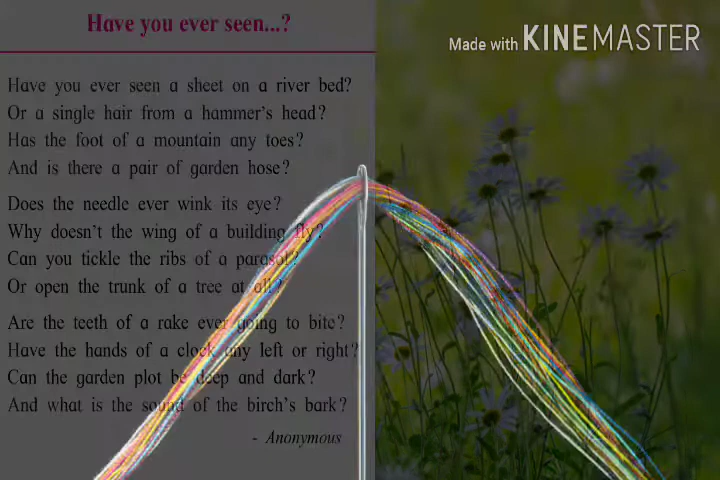 Have you ever seen...?
Made with KINEMASTER
Have you ever seen a sheet on a river bed?
Or a single hair from a hammer's head?
Has the foot of a mountain any toes?
And is there a pair of garden hose?
Does the needle ever wink its eye?
Why doesn't the wing of a building fly?
Can you tickle the ribs of a parasol?
Or open the trunk of a tree at all?
Are the teeth of a rake ever going to bite?
Have the hands of a clock any left or right?
Can the garden plot be deep and dark?
And what is the sound of the birch's bark?
- Anonymous